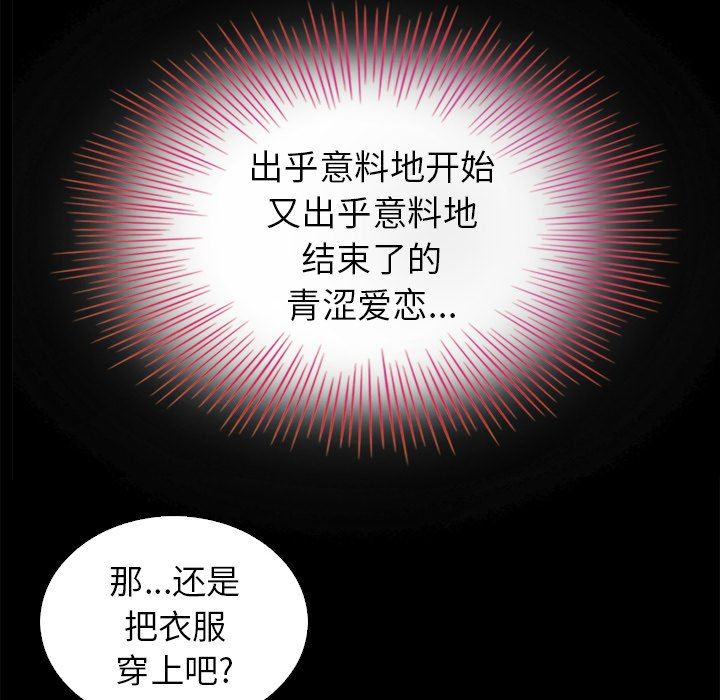 出乎意料地开始
又出乎意料地
结束了的
青涩爱恋...
那...还是
把衣服
穿上吧?